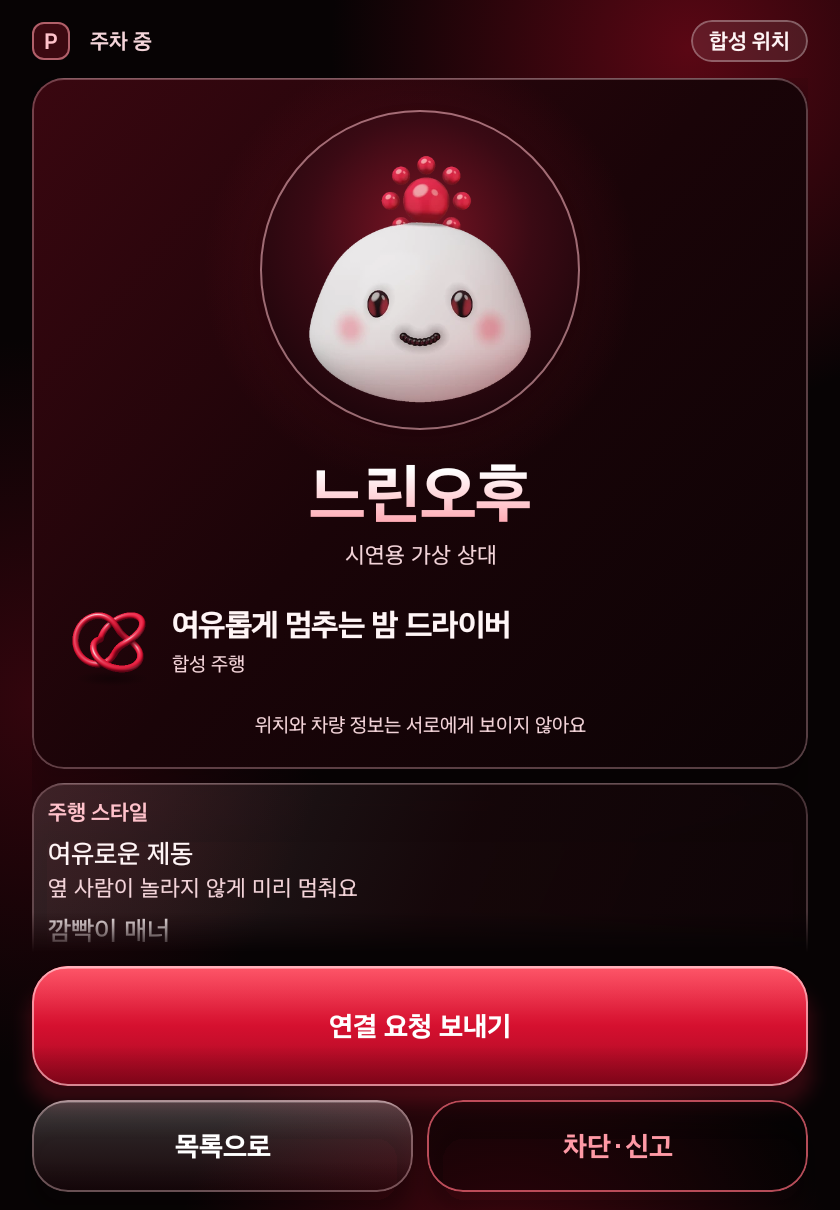 P 주차 중
합성 위치
느린오후
시연용 가상 상대
여유롭게 멈추는 밤 드라이버
합성 주행
위치와 차량 정보는 서로에게 보이지 않아요
주행 스타일
여유로운 제동
옆 사람이 놀라지 않게 미리 멈춰요
깜빡이 매너
연결 요청 보내기
목록으로
차단·신고